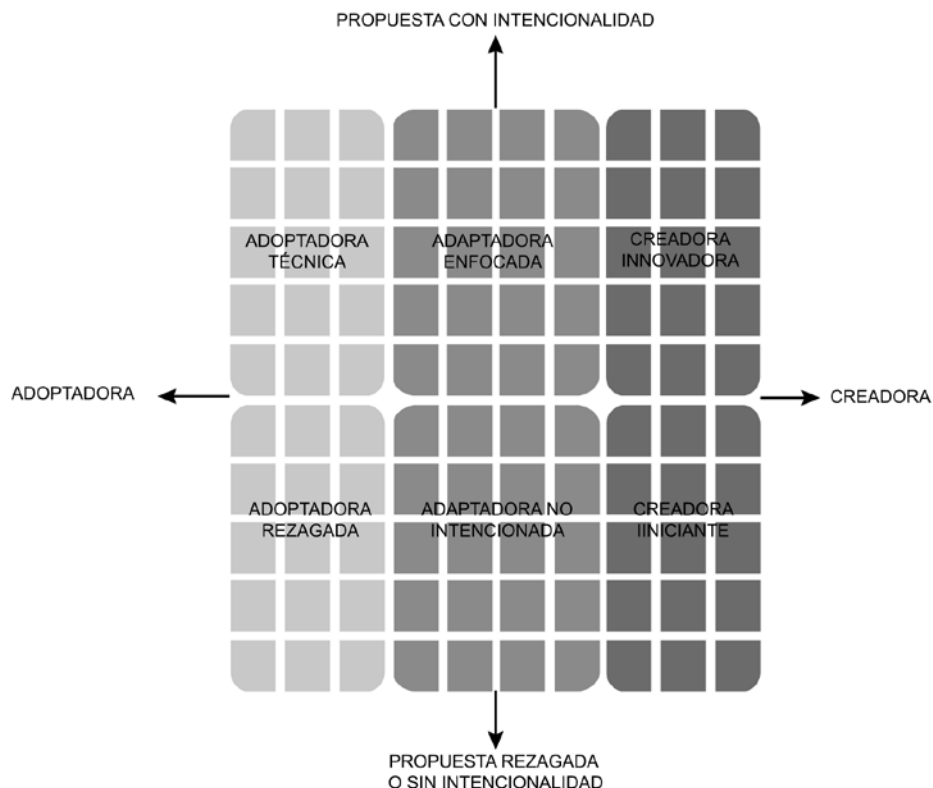 PROPUESTA CON INTENCIONALIDAD
ADOPTADORA
TÉCNICA
ADAPTADORA
ENFOCADA
CREADORA
INNOVADORA
ADOPTADORA
CREADORA
ADOPTADORA
REZAGADA
ADAPTADORA NO
INTENCIONADA
CREADORA
IINICIANTE
PROPUESTA REZAGADA
O SIN INTENCIONALIDAD